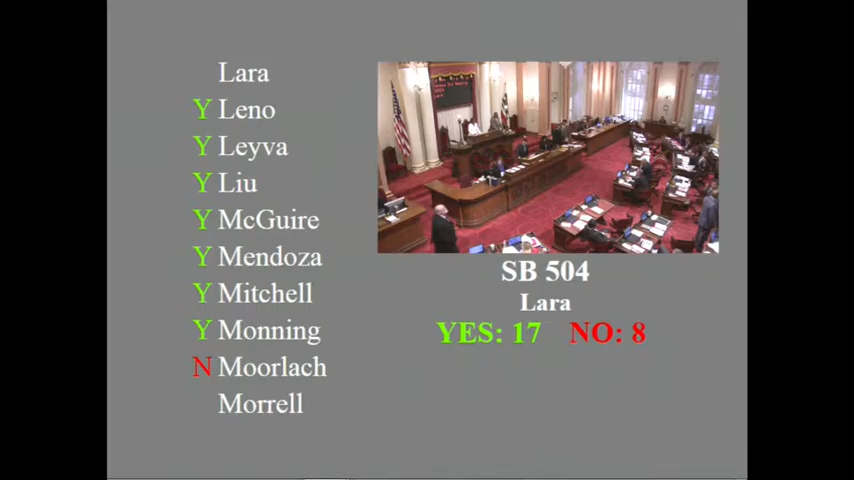 Lara
Y Leno
Y Leyva
Y Liu
Y McGuire
Y Mendoza
Y Mitchell
Y Monning
N Moorlach
Morrell
SB 504
Lara
YES: 17 NO: 8